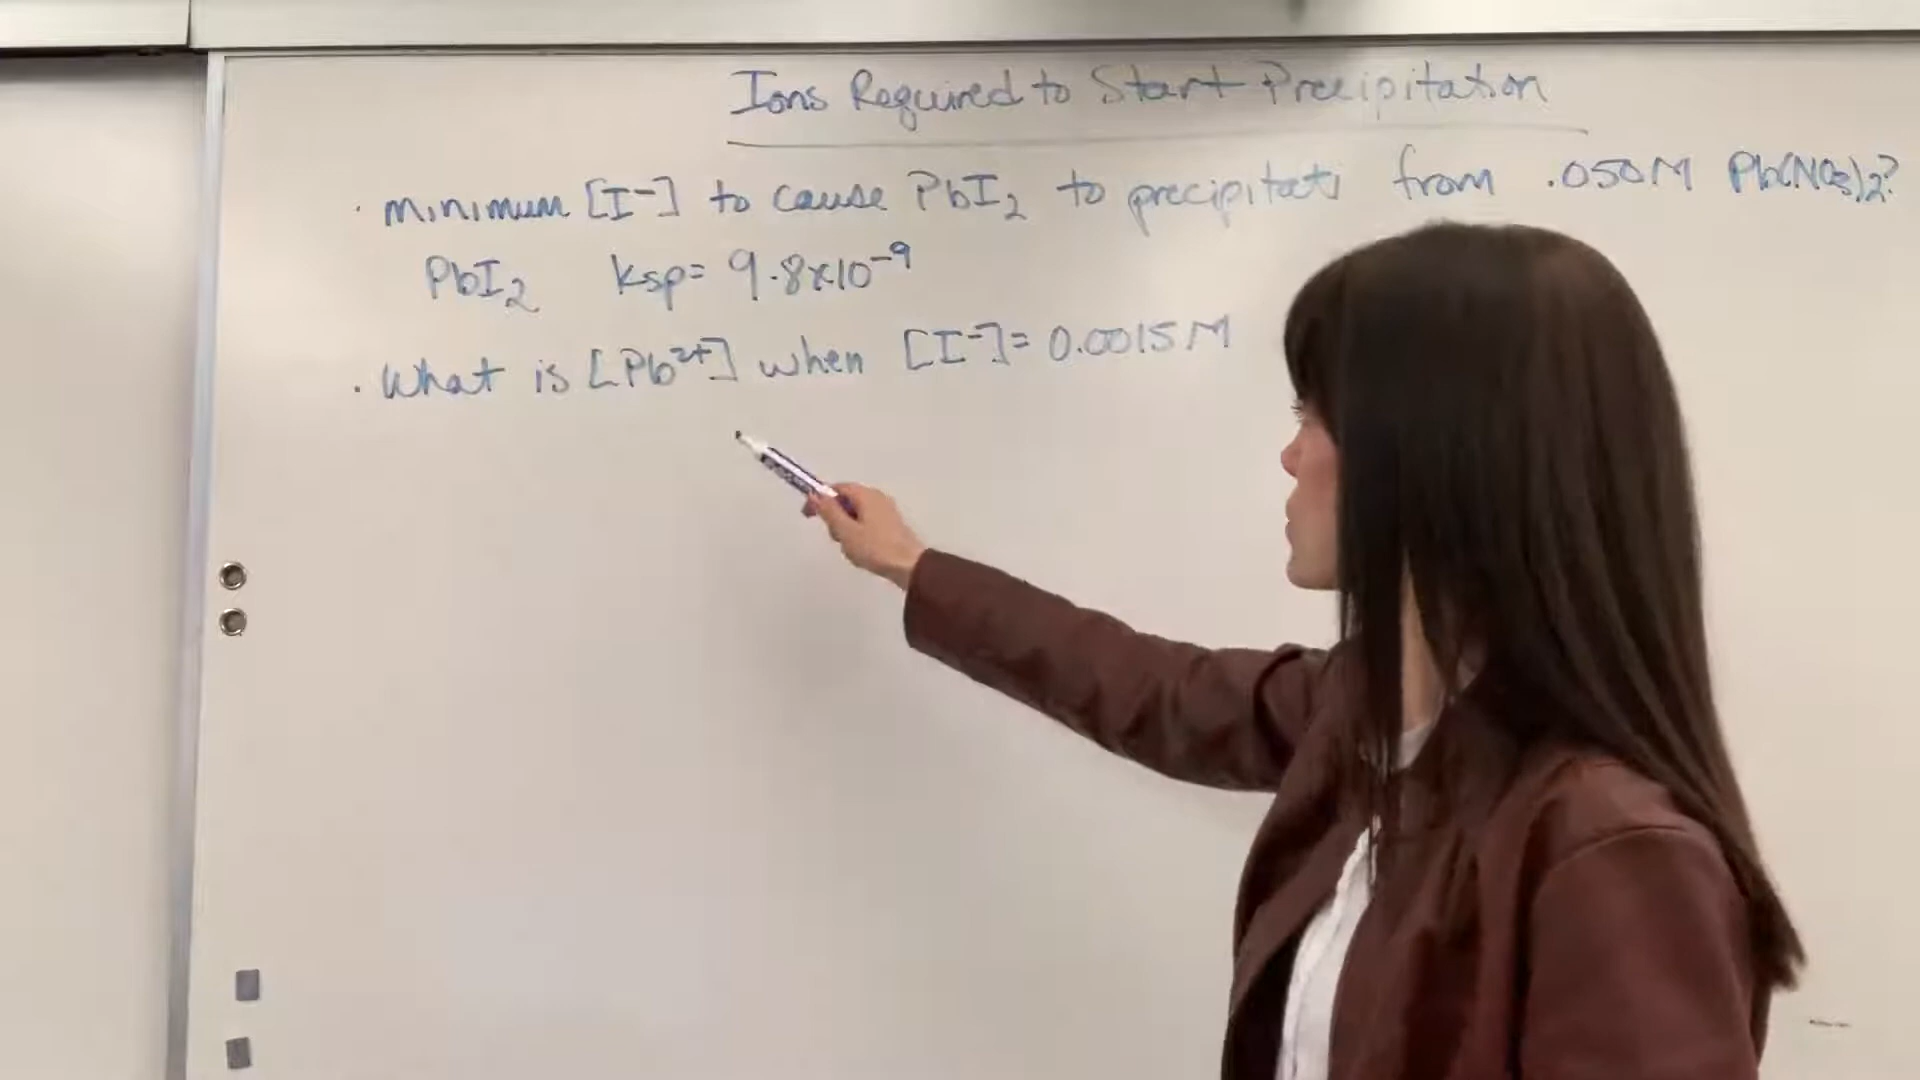 Ions Required to Start Precipitation
· minimum [I⁻] to cause PbI₂ to precipitate from .050M Pb(NO₃)₂?
PbI₂ ksp= 9.8x10⁻⁹
· What is [Pb²⁺] when [I⁻]= 0.0015M